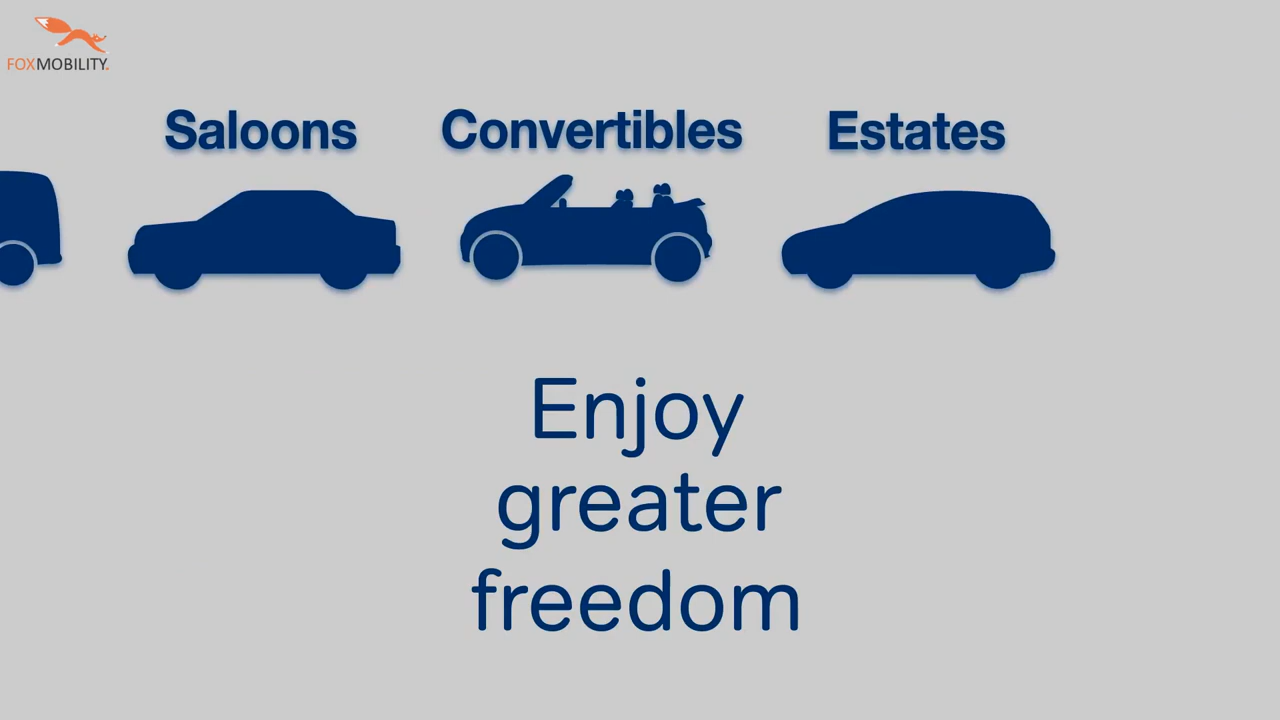 FOXMOBILITY.
Saloons Convertibles Estates
Enjoy
greater
freedom